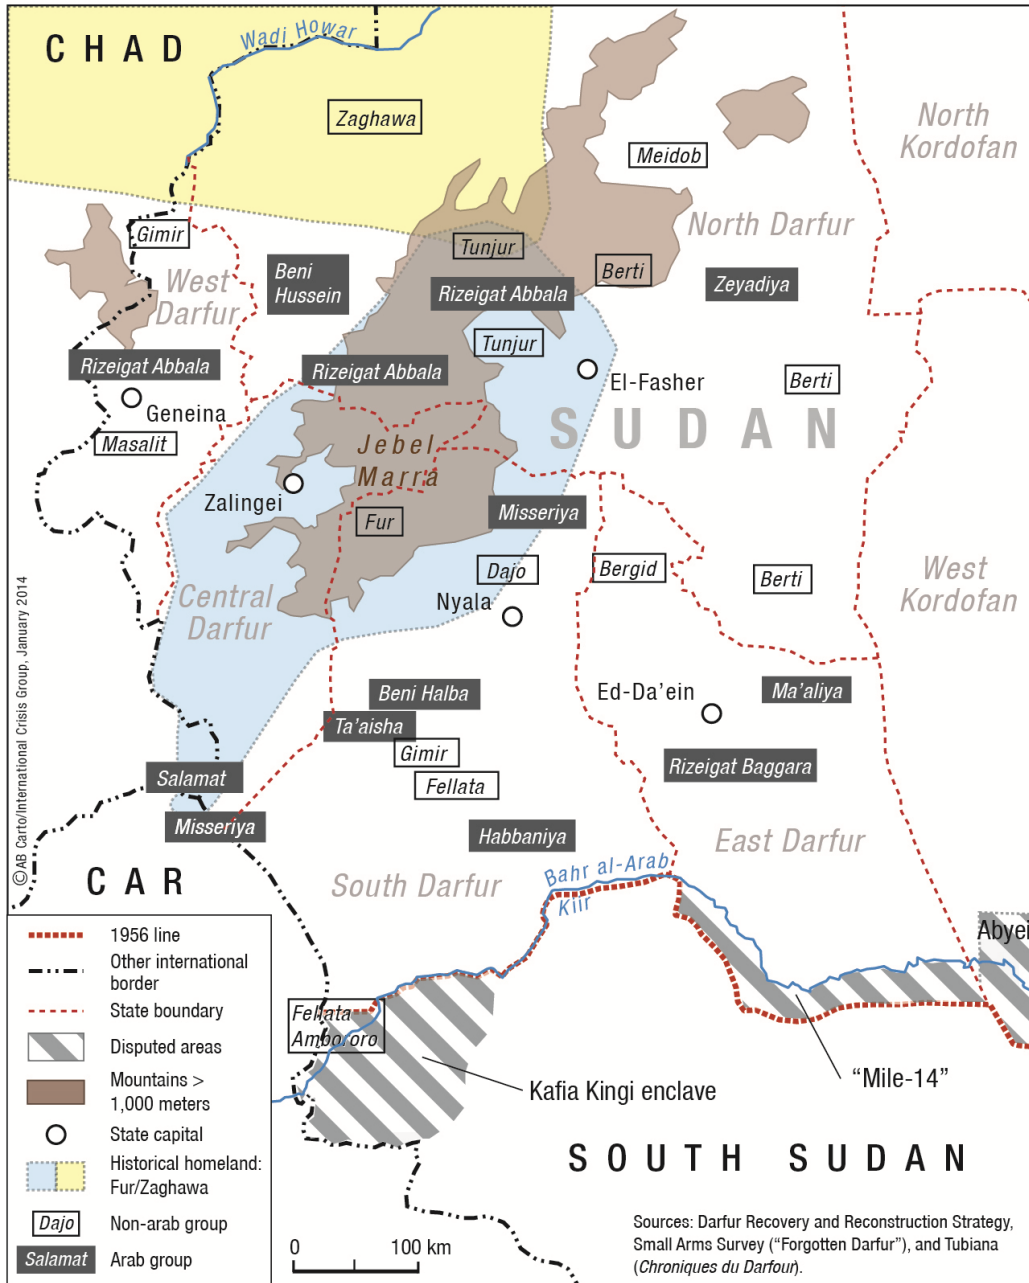 CHAD
Wadi Howar
Zaghawa
North
Kordofan
Meidob
Gimir
North Darfur
Tunjur
West
Darfur
Beni
Hussein
Berti
Zeyadiya
Rizeigat Abbala
Tunjur
Rizeigat Abbala
Rizeigat Abbala
El-Fasher
Berti
Geneina
SUDAN
Masalit
Jebel
Marra
Zalingei
Fur
Misseriya
Dajo
Bergid
Berti
West
Kordofan
Nyala
Central
Darfur
©AB Carto/International Crisis Group, January 2014
Beni Halba
Ed-Da’ein
Ma’aliya
Ta’aisha
Gimir
Rizeigat Baggara
Salamat
Fellata
Misseriya
Habbaniya
East Darfur
CAR
South Darfur
Bahr al-Arab
Kiir
Abyei
Fellata
Ambororo
“Mile-14”
Kafia Kingi enclave
SOUTH SUDAN
1956 line
Other international
border
State boundary
Disputed areas
Mountains >
1,000 meters
State capital
Historical homeland:
Fur/Zaghawa
Dajo
Non-arab group
Salamat
Arab group
0 100 km
Sources: Darfur Recovery and Reconstruction Strategy,
Small Arms Survey (“Forgotten Darfur”), and Tubiana
(Chroniques du Darfour).